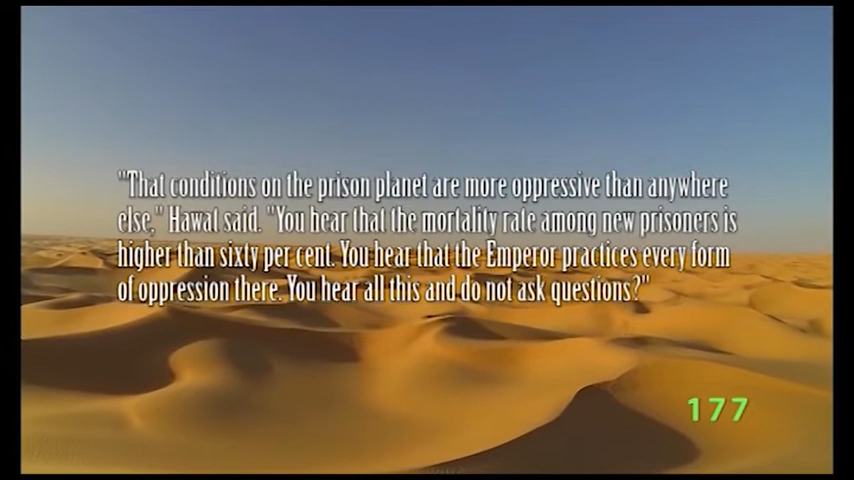 "That conditions on the prison planet are more oppressive than anywhere
else," Hawat said. "You hear that the mortality rate among new prisoners is
higher than sixty per cent. You hear that the Emperor practices every form
of oppression there. You hear all this and do not ask questions?"
177